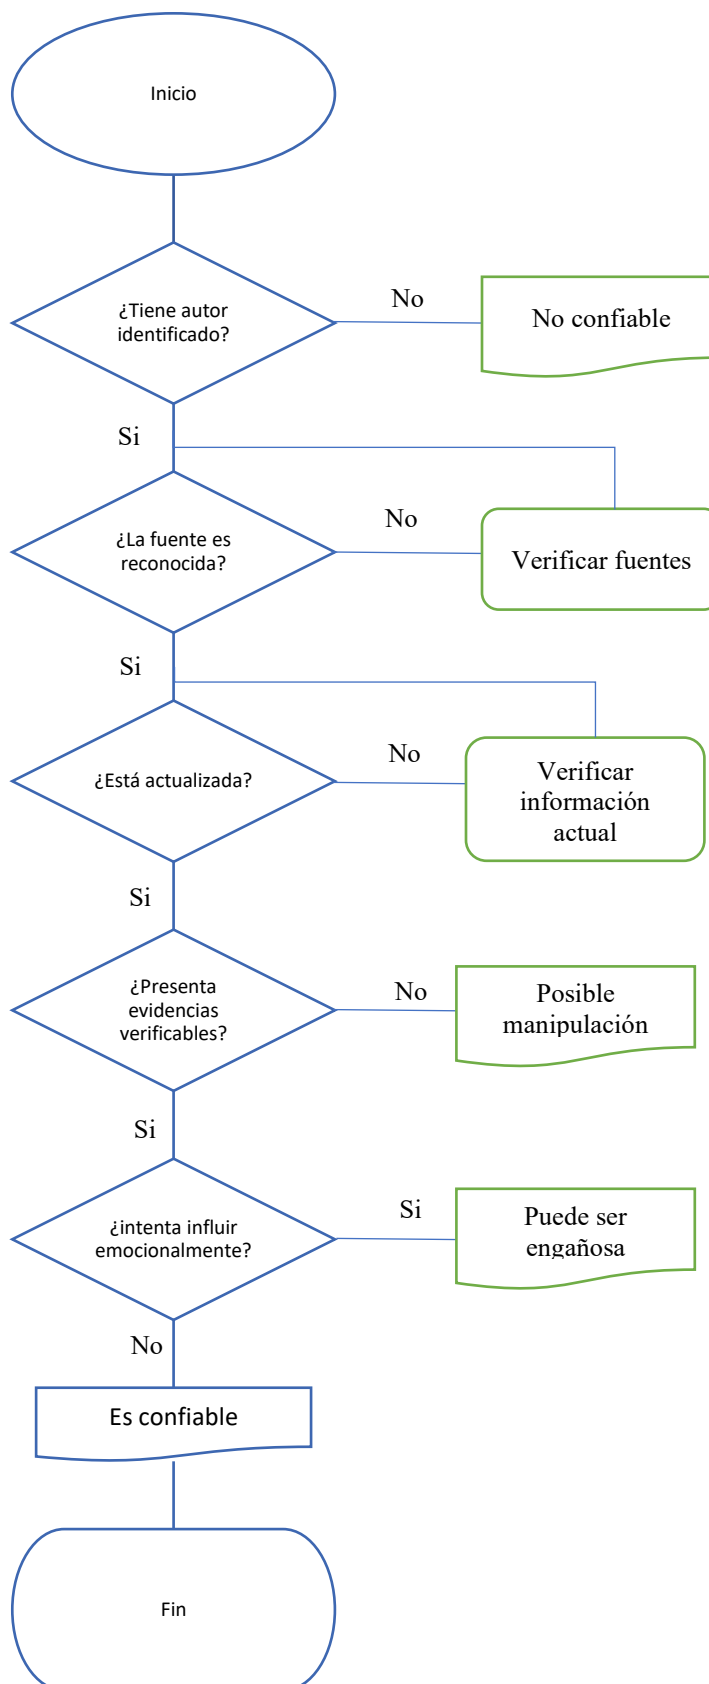 Inicio
¿Tiene autor
identificado?
No
No confiable
Si
¿La fuente es
reconocida?
No
Verificar fuentes
Si
¿Está actualizada?
No
Verificar
información
actual
Si
¿Presenta
evidencias
verificables?
No
Posible
manipulación
Si
¿intenta influir
emocionalmente?
Si
Puede ser
engañosa
No
Es confiable
Fin